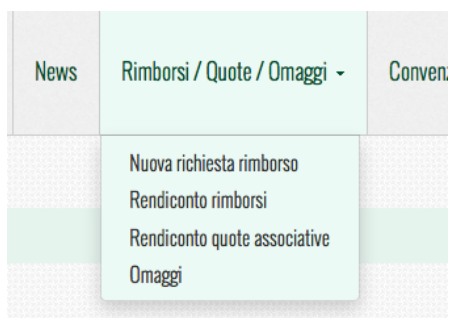 News Rimborsi / Quote / Omaggi
Nuova richiesta rimborso
Rendiconto rimborsi
Rendiconto quote associative
Omaggi